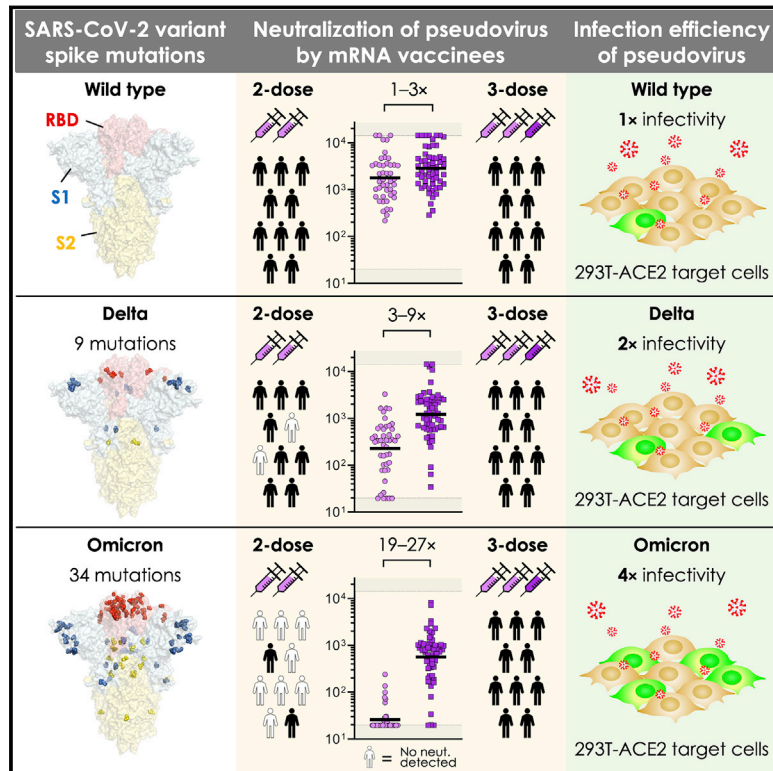 SARS-CoV-2 variant
spike mutations
Neutralization of pseudovirus
by mRNA vaccinees
Infection efficiency
of pseudovirus
Wild type
RBD
S1
S2
2-dose
1–3×
10⁴
10³
10²
10¹
3-dose
Wild type
1× infectivity
293T-ACE2 target cells
Delta
9 mutations
2-dose
3–9×
10⁴
10³
10²
10¹
3-dose
Delta
2× infectivity
293T-ACE2 target cells
Omicron
34 mutations
2-dose
19–27×
10⁴
10³
10²
10¹
3-dose
= No neut.
detected
Omicron
4× infectivity
293T-ACE2 target cells